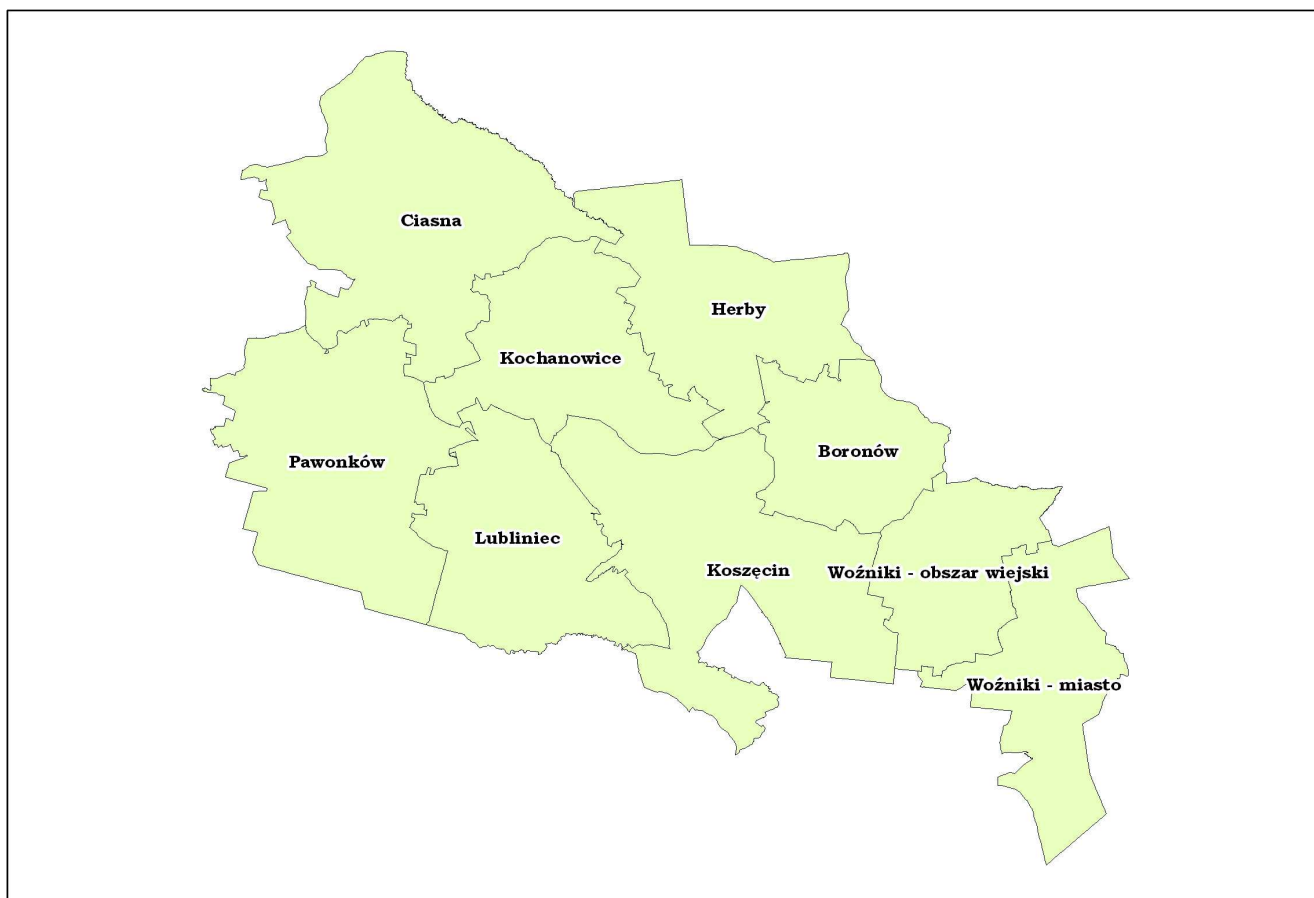 Ciasna
Herby
Kochanowice
Boronów
Pawonków
Lubliniec
Koszęcin
Woźniki - obszar wiejski
Woźniki - miasto